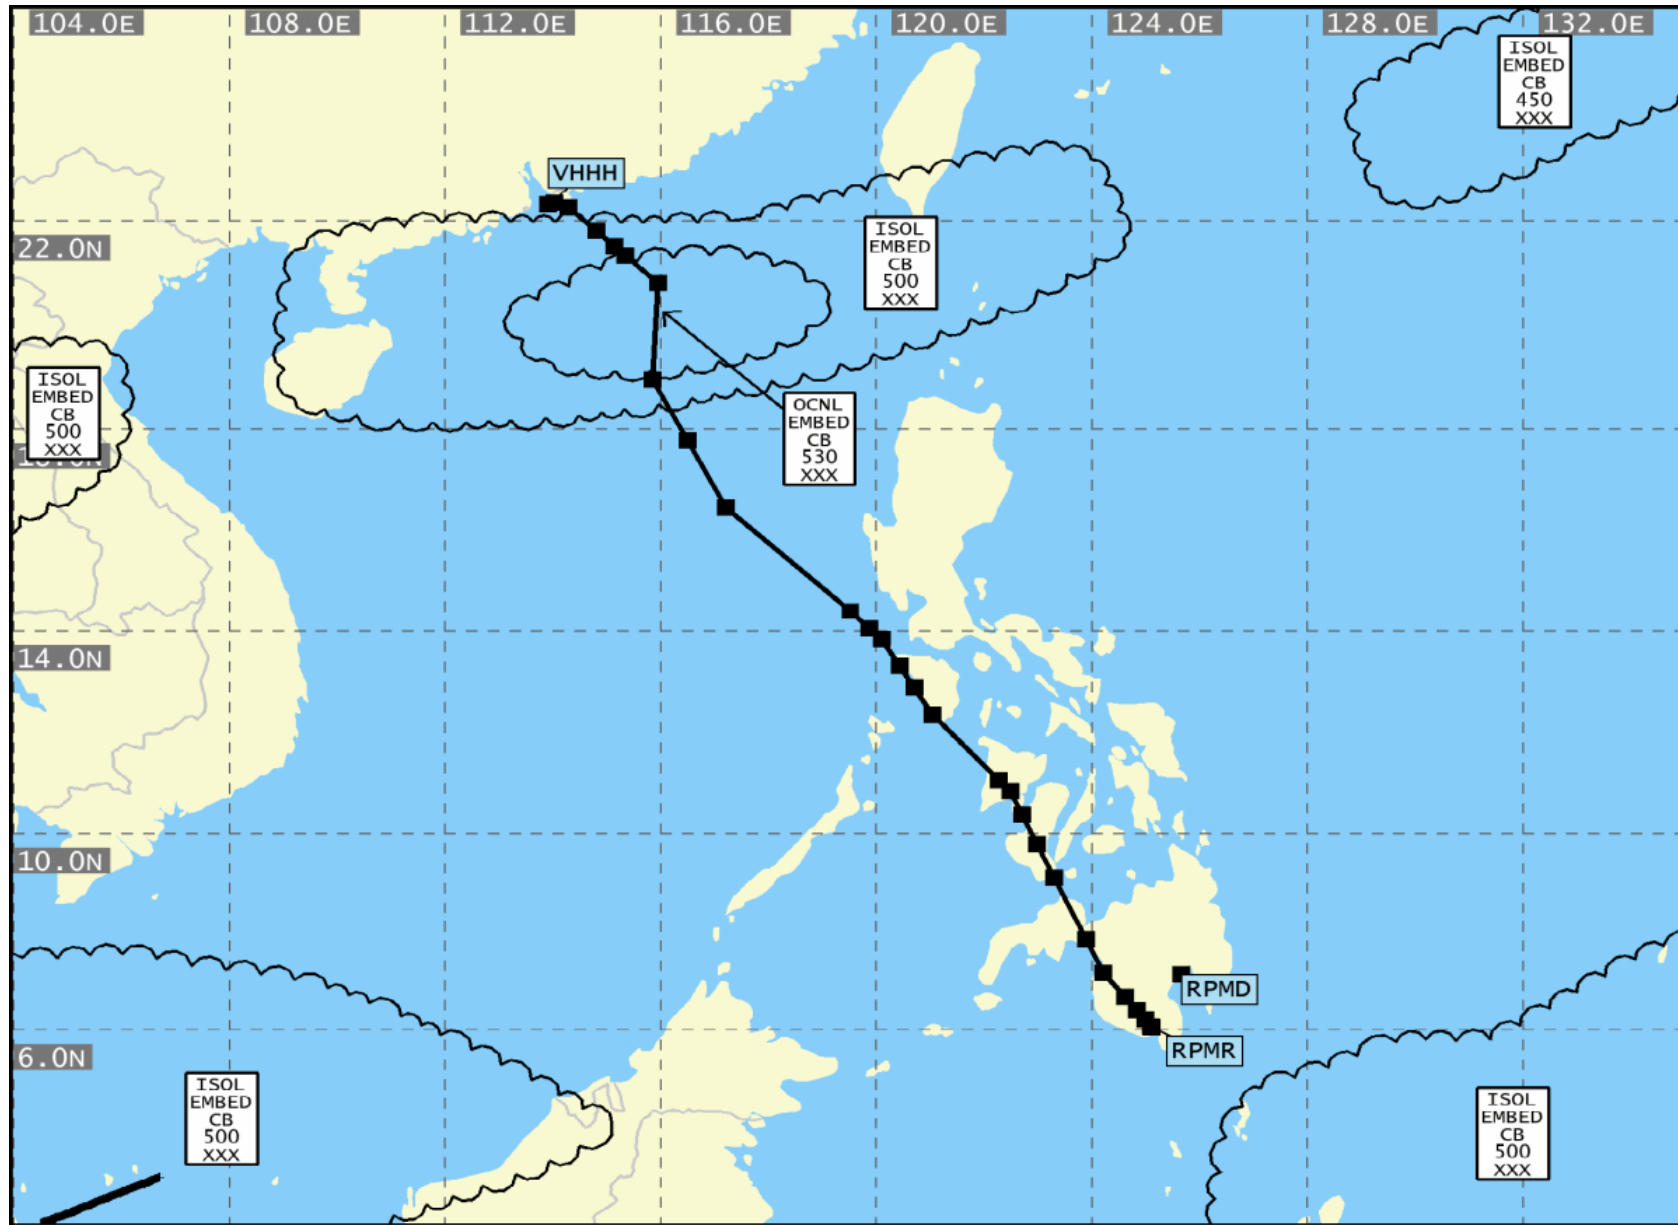 104.0E 108.0E 112.0E 116.0E 120.0E 124.0E 128.0E 132.0E
ISOL
EMBED
CB
450
XXX
VHHH
22.0N
ISOL
EMBED
CB
500
XXX
ISOL
EMBED
CB
500
XXX
OCNL
EMBED
CB
530
XXX
14.0N
10.0N
RPMD
RPMR
6.0N
ISOL
EMBED
CB
500
XXX
ISOL
EMBED
CB
500
XXX